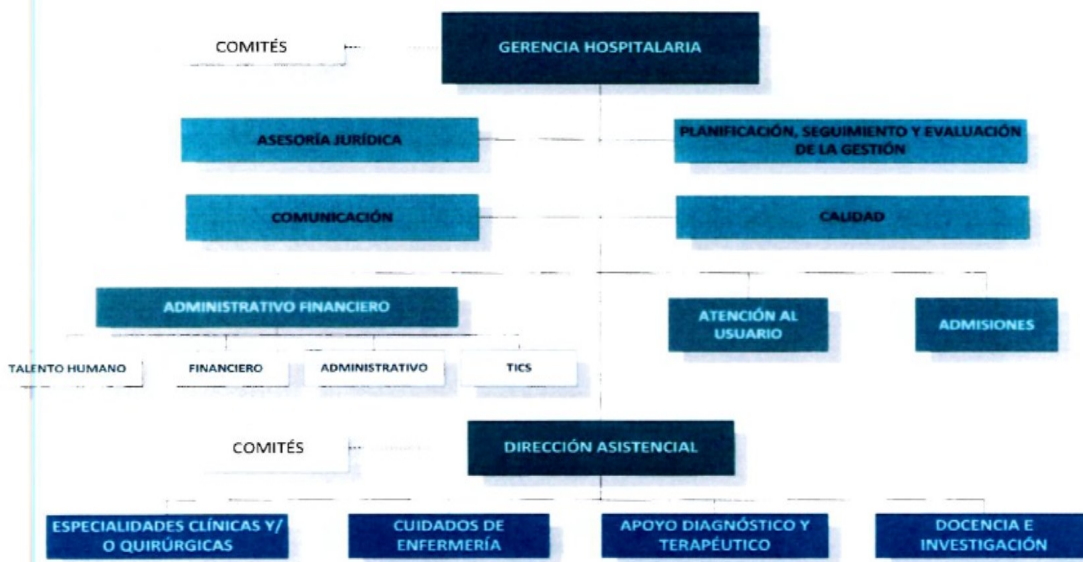 COMITÉS
GERENCIA HOSPITALARIA
ASESORÍA JURÍDICA
PLANIFICACIÓN, SEGUIMIENTO Y EVALUACIÓN
DE LA GESTIÓN
COMUNICACIÓN
CALIDAD
ADMINISTRATIVO FINANCIERO
ATENCIÓN AL
USUARIO
ADMISIONES
TALENTO HUMANO
FINANCIERO
ADMINISTRATIVO
TICS
COMITÉS
DIRECCIÓN ASISTENCIAL
ESPECIALIDADES CLÍNICAS Y/
O QUIRÚRGICAS
CUIDADOS DE
ENFERMERÍA
APOYO DIAGNÓSTICO Y
TERAPÉUTICO
DOCENCIA E
INVESTIGACIÓN